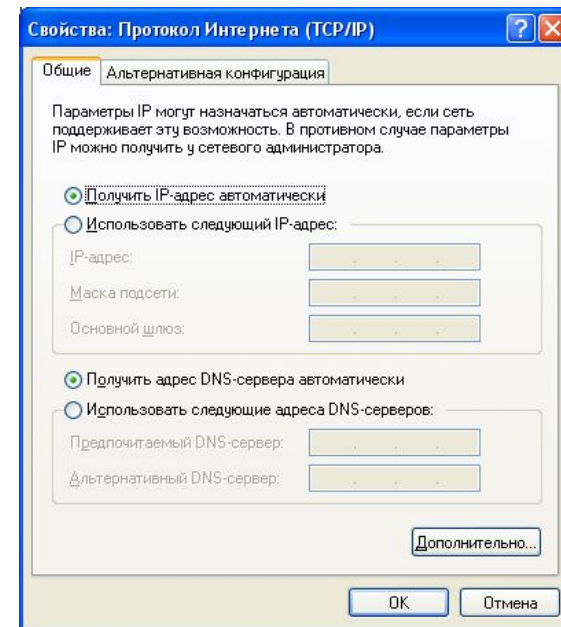 Свойства: Протокол Интернета (TCP/IP)
Общие
Альтернативная конфигурация
Параметры IP могут назначаться автоматически, если сеть
поддерживает эту возможность. В противном случае параметры
IP можно получить у сетевого администратора.
Получить IP-адрес автоматически
Использовать следующий IP-адрес:
IP-адрес:
Маска подсети:
Основной шлюз:
Получить адрес DNS-сервера автоматически
Использовать следующие адреса DNS-серверов:
Предпочитаемый DNS-сервер:
Альтернативный DNS-сервер:
Дополнительно...
OK
Отмена